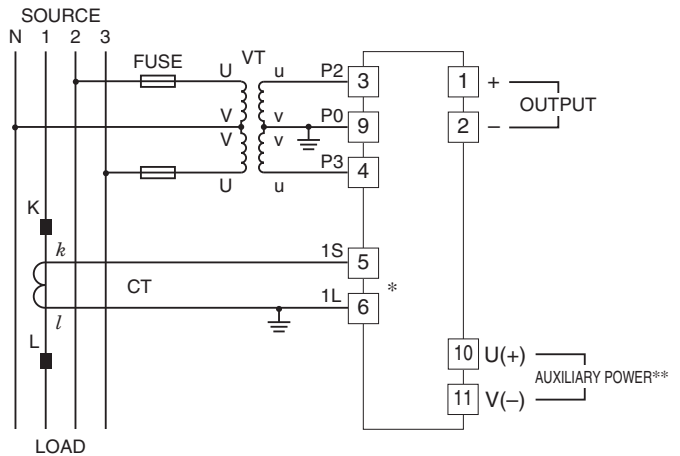 SOURCE
N 1 2 3
FUSE
VT
U u P2 3
V P0 9
V v
v
P3 4
U u
1 +
2 –
OUTPUT
K
k
1S 5
CT
*
1L 6
l
L
10 U(+)
11 V(–)
AUXILIARY POWER**
LOAD